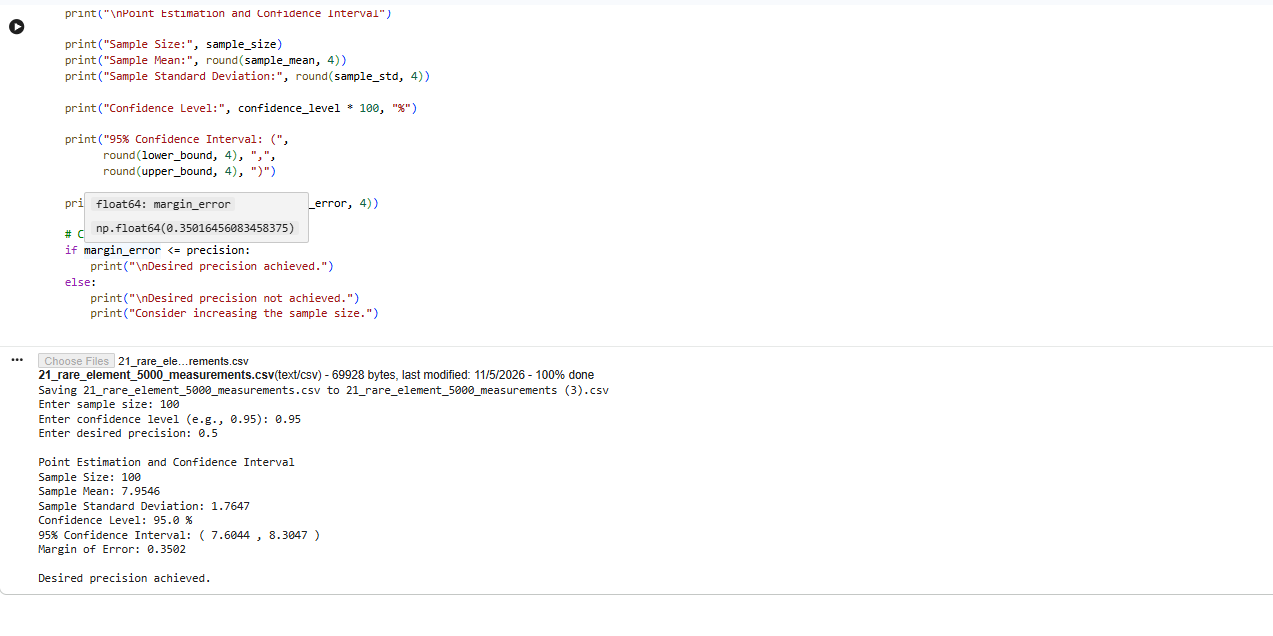 print("\nPoint Estimation and Confidence Interval")
print("Sample Size:", sample_size)
print("Sample Mean:", round(sample_mean, 4))
print("Sample Standard Deviation:", round(sample_std, 4))
print("Confidence Level:", confidence_level * 100, "%")
print("95% Confidence Interval: (",
round(lower_bound, 4), ",",
round(upper_bound, 4), ")")
pri float64: margin_error _error, 4))
np.float64(0.35016456083458375)
# C
if margin_error <= precision:
print("\nDesired precision achieved.")
else:
print("\nDesired precision not achieved.")
print("Consider increasing the sample size.")
Choose Files 21_rare_ele...rements.csv
21_rare_element_5000_measurements.csv(text/csv) - 69928 bytes, last modified: 11/5/2026 - 100% done
Saving 21_rare_element_5000_measurements.csv to 21_rare_element_5000_measurements (3).csv
Enter sample size: 100
Enter confidence level (e.g., 0.95): 0.95
Enter desired precision: 0.5
Point Estimation and Confidence Interval
Sample Size: 100
Sample Mean: 7.9546
Sample Standard Deviation: 1.7647
Confidence Level: 95.0 %
95% Confidence Interval: ( 7.6044 , 8.3047 )
Margin of Error: 0.3502
Desired precision achieved.